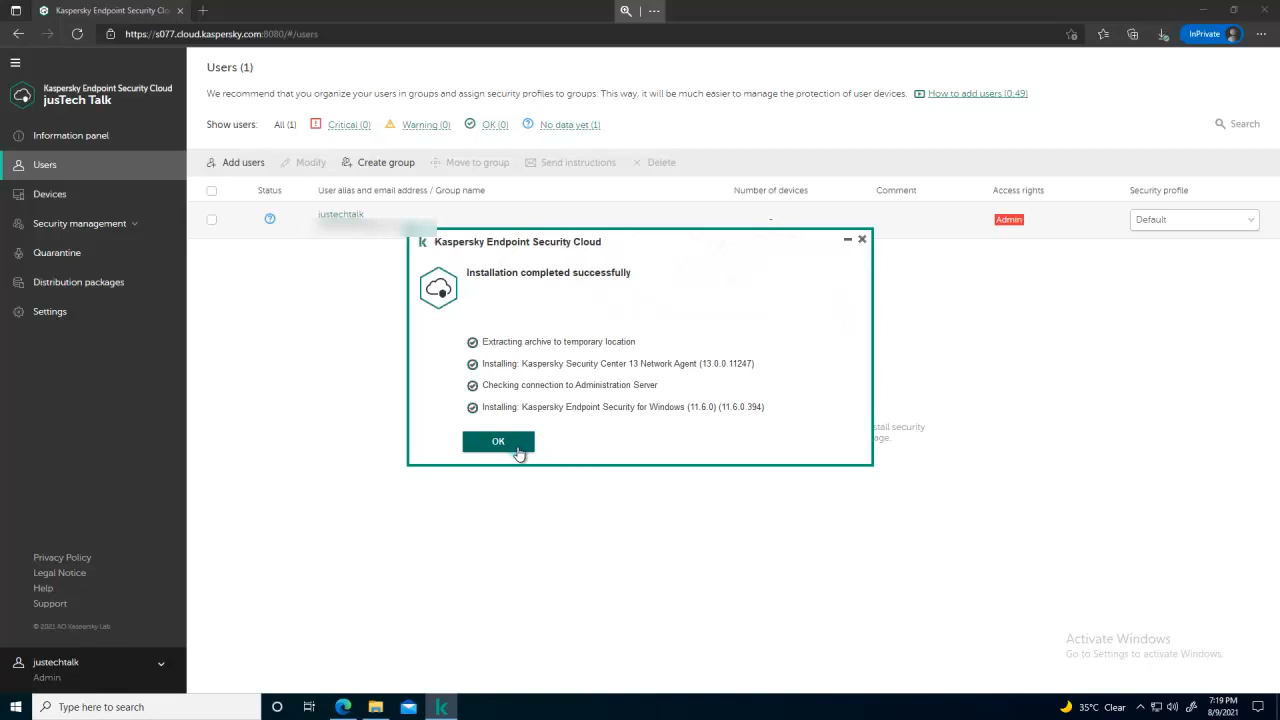 Kaspersky Endpoint Security Clo
https://s077.cloud.kaspersky.com:8080/#/users
InPrivate
Kaspersky Endpoint Security Cloud
jusTech Talk
Information panel
Users
Devices
Security management
Quarantine
Distribution packages
Settings
Privacy Policy
Legal Notice
Help
Support
© 2021 AO Kaspersky Lab
justechtalk
Admin
Users (1)
We recommend that you organize your users in groups and assign security profiles to groups. This way, it will be much easier to manage the protection of user devices. How to add users (0:49)
Show users: All (1) Critical (0) Warning (0) OK (0) No data yet (1)
Search
Add users Modify Create group Move to group Send instructions Delete
Status User alias and email address / Group name Number of devices Comment Access rights Security profile
justechtalk
- Admin Default
Kaspersky Endpoint Security Cloud
Installation completed successfully
Extracting archive to temporary location
Installing: Kaspersky Security Center 13 Network Agent (13.0.0.11247)
Checking connection to Administration Server
Installing: Kaspersky Endpoint Security for Windows (11.6.0) (11.6.0.394)
OK
stall security
age.
Activate Windows
Go to Settings to activate Windows.
Type here to search
35°C Clear
7:19 PM
8/9/2021